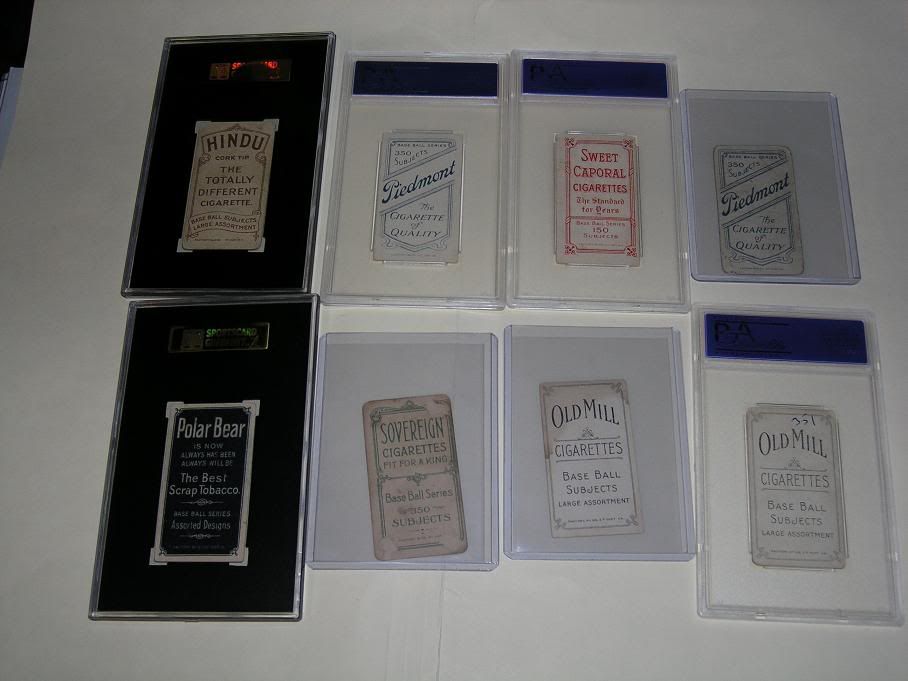 SPORTSCARD
HINDU
CORK TIP
THE
TOTALLY
DIFFERENT
CIGARETTE.
BASE BALL SUBJECTS
LARGE ASSORTMENT
BASE BALL SERIES
350
SUBJECTS
Piedmont
The
CIGARETTE
of
QUALITY
SWEET
CAPORAL
CIGARETTES
The Standard
for Years
BASE BALL SERIES
150
SUBJECTS
BASE BALL SERIES
350
SUBJECTS
Piedmont
The
CIGARETTE
of
QUALITY
SPORTSCARD
Polar Bear
IS NOW
ALWAYS HAS BEEN
ALWAYS WILL BE
The Best
Scrap Tobacco.
BASE BALL SERIES
Assorted Designs
SOVEREIGN
CIGARETTES
FIT FOR A KING
Base Ball Series
350
SUBJECTS
OLD MILL
CIGARETTES
BASE BALL
SUBJECTS
LARGE ASSORTMENT
OLD MILL
CIGARETTES
BASE BALL
SUBJECTS
LARGE ASSORTMENT